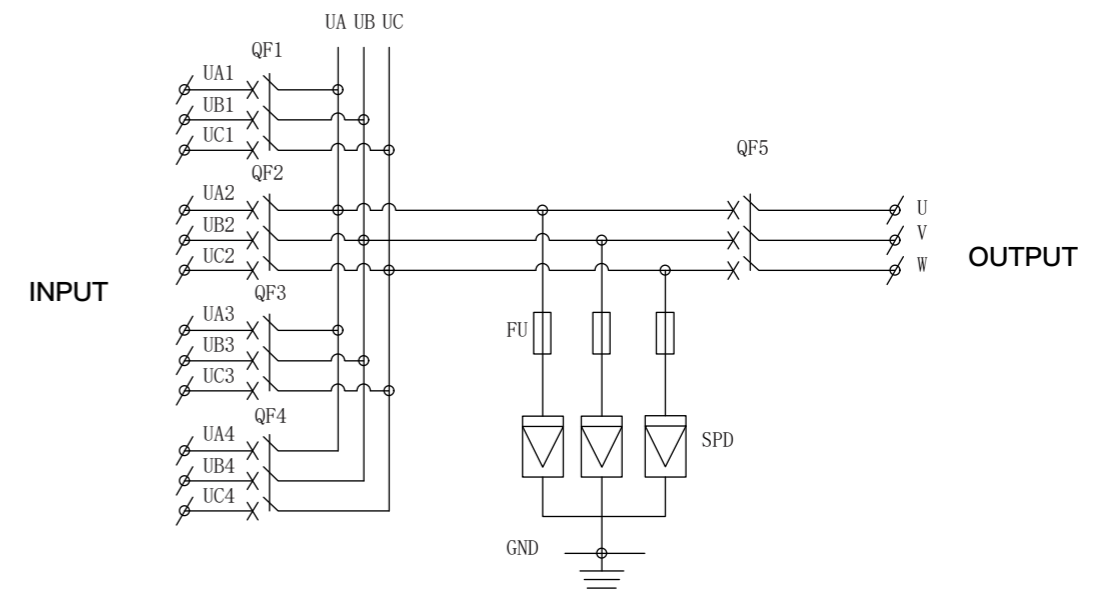 UA UB UC
QF1
UA1
UB1
UC1
QF5
QF2
UA2
U
UB2
V
UC2
W
OUTPUT
INPUT
QF3
UA3
FU
UB3
UC3
QF4
UA4
SPD
UB4
UC4
GND